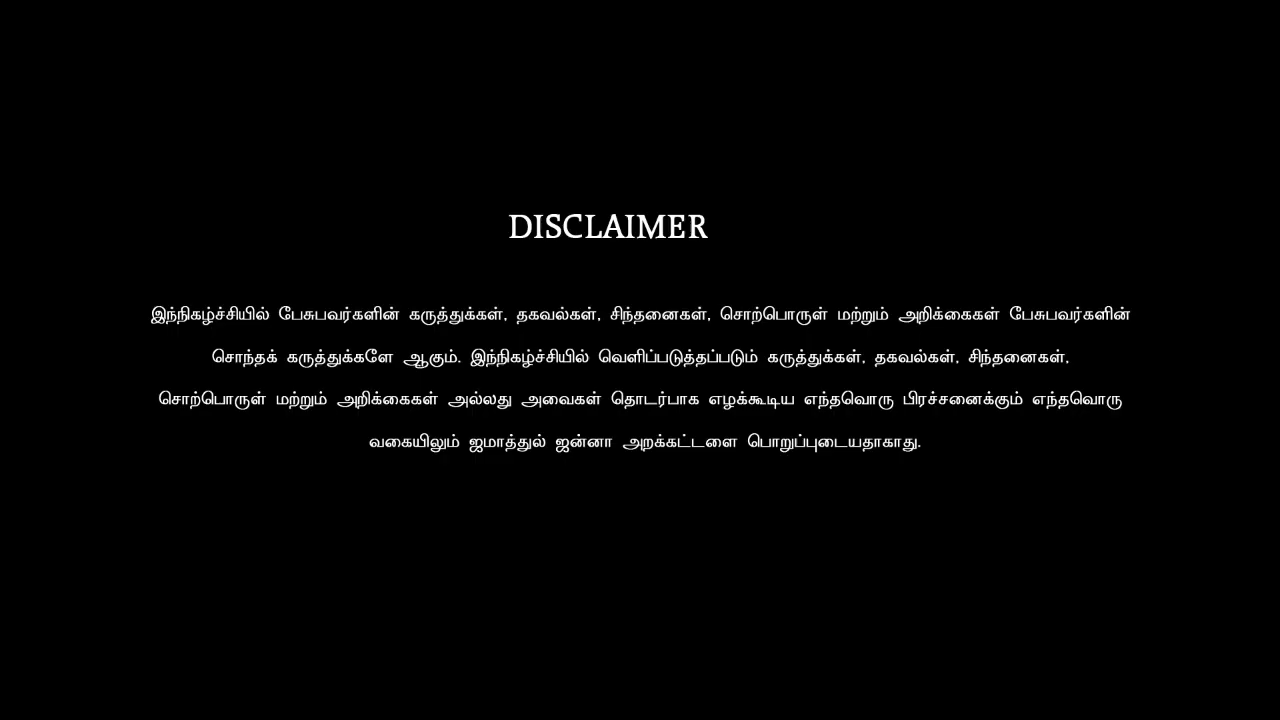 DISCLAIMER
இந்நிகழ்ச்சியில் பேசுபவர்களின் கருத்துக்கள், தகவல்கள், சிந்தனைகள், சொற்பொருள் மற்றும் அறிக்கைகள் பேசுபவர்களின்
சொந்தக் கருத்துக்களே ஆகும். இந்நிகழ்ச்சியில் வெளிப்படுத்தப்படும் கருத்துக்கள், தகவல்கள், சிந்தனைகள்,
சொற்பொருள் மற்றும் அறிக்கைகள் அல்லது அவைகள் தொடர்பாக எழக்கூடிய எந்தவொரு பிரச்சனைக்கும் எந்தவொரு
வகையிலும் ஜமாத்துல் ஜன்னா அறக்கட்டளை பொறுப்புடையதாகாது.